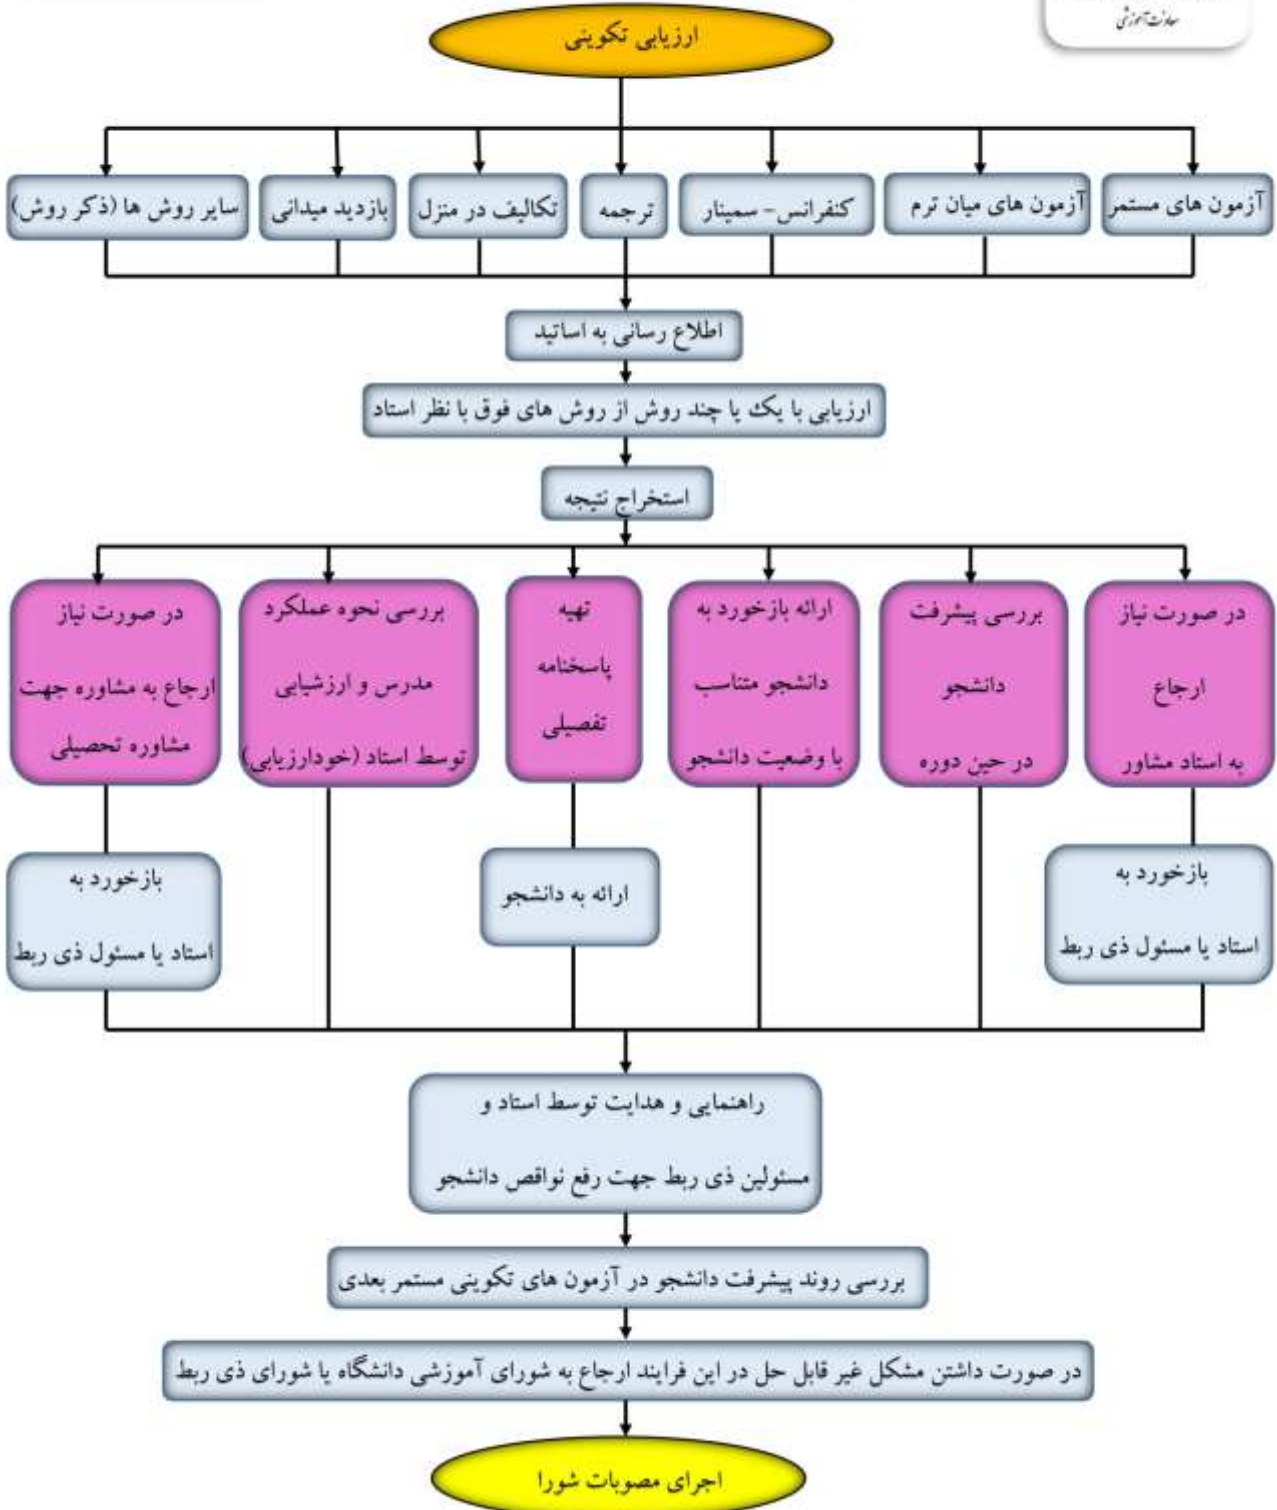 معاونت آموزشی
ارزیابی تکوینی
آزمون های مستمر
آزمون های میان ترم
کنفرانس- سمینار
ترجمه
تکالیف در منزل
بازدید میدانی
سایر روش ها (ذکر روش)
اطلاع رسانی به اساتید
ارزیابی با یک یا چند روش از روش های فوق با نظر استاد
استخراج نتیجه
در صورت نیاز
ارجاع
به استاد مشاور
بررسی پیشرفت
دانشجو
در حین دوره
ارائه بازخورد به
دانشجو متناسب
با وضعیت دانشجو
تهیه
پاسخنامه
تفصیلی
بررسی نحوه عملکرد
مدرس و ارزشیابی
توسط استاد (خودارزیابی)
در صورت نیاز
ارجاع به مشاوره جهت
مشاوره تحصیلی
بازخورد به
استاد یا مسئول ذی ربط
ارائه به دانشجو
بازخورد به
استاد یا مسئول ذی ربط
راهنمایی و هدایت توسط استاد و
مسئولین ذی ربط جهت رفع نواقص دانشجو
بررسی روند پیشرفت دانشجو در آزمون های تکوینی مستمر بعدی
در صورت داشتن مشکل غیر قابل حل در این فرایند ارجاع به شورای آموزشی دانشگاه یا شورای ذی ربط
اجرای مصوبات شورا